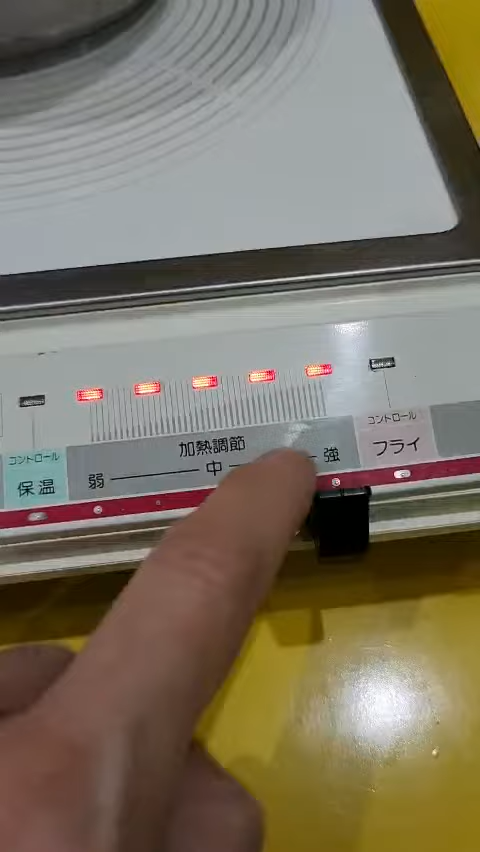 コントロール
保温
加熱調節
弱 中 強
コントロール
フライ